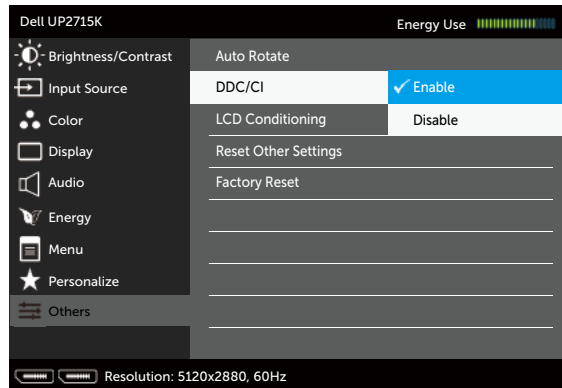 Dell UP2715K
Energy Use
Brightness/Contrast
Auto Rotate
Input Source
DDC/CI
Enable
Color
LCD Conditioning
Disable
Display
Reset Other Settings
Audio
Factory Reset
Energy
Menu
Personalize
Others
Resolution: 5120x2880, 60Hz